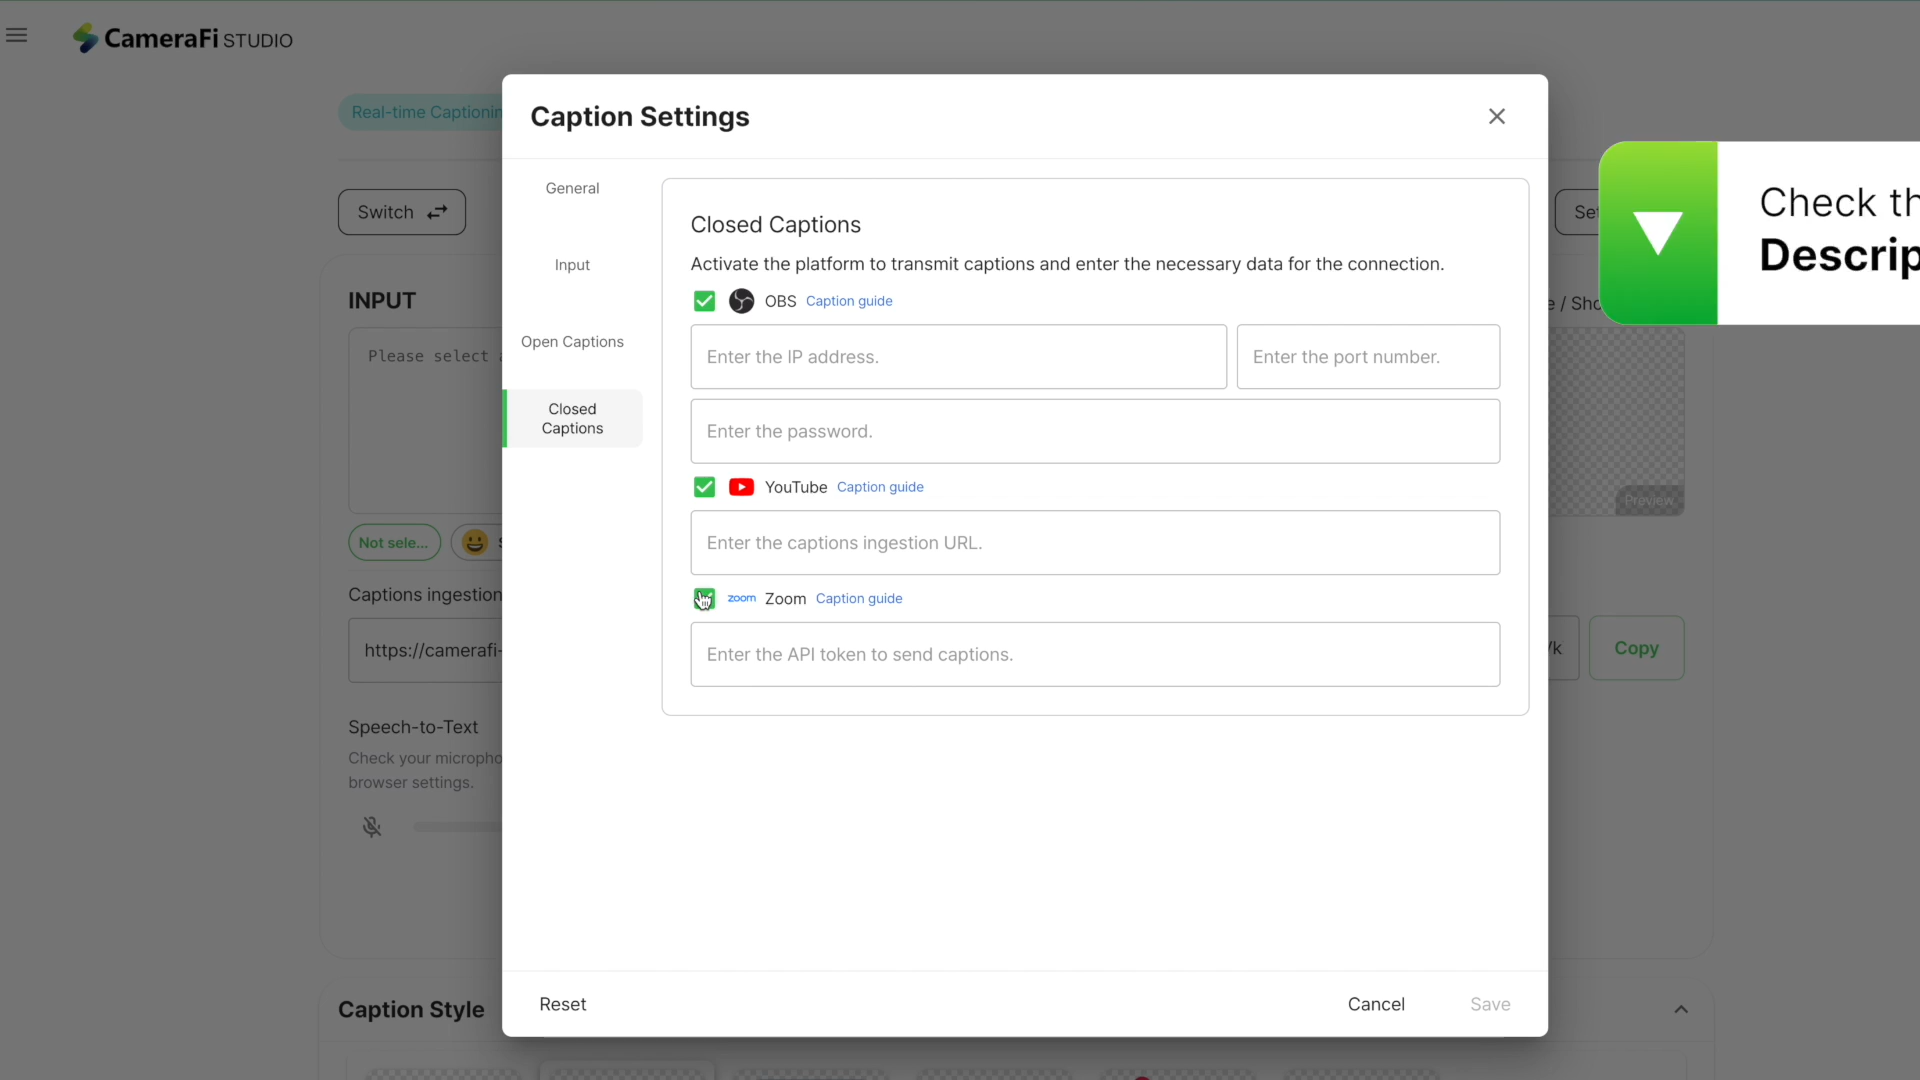 CameraFi STUDIO
Real-time Captionin
Switch
INPUT
Please select
Not sele...
Captions ingestion
https://camerafi-
Speech-to-Text
Check your micropho
browser settings.
Caption Style
Caption Settings
General
Input
Open Captions
Closed
Captions
Closed Captions
Activate the platform to transmit captions and enter the necessary data for the connection.
OBS Caption guide
Enter the IP address.
Enter the port number.
Enter the password.
YouTube Caption guide
Enter the captions ingestion URL.
zoom Zoom Caption guide
Enter the API token to send captions.
Reset
Cancel
Save
Check th
Descrip
Preview
Copy